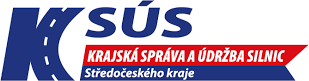 KSÚS
KRAJSKÁ SPRÁVA A ÚDRŽBA SILNIC
Středočeského kraje